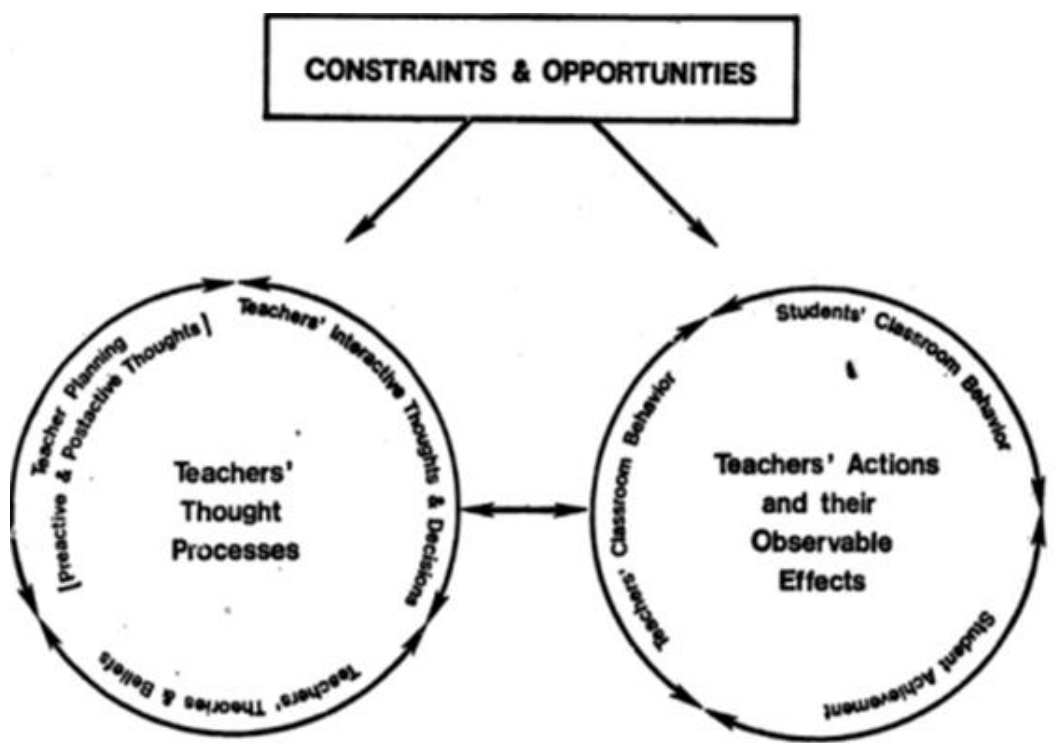 CONSTRAINTS & OPPORTUNITIES
Teacher Planning
[Preactive & Postactive Thoughts]
Teachers' Interactive Thoughts & Decisions
Teachers' Theories & Beliefs
Teachers'
Thought
Processes
Students' Classroom Behavior
Teachers' Classroom Behavior
Student Achievement
Teachers' Actions
and their
Observable
Effects